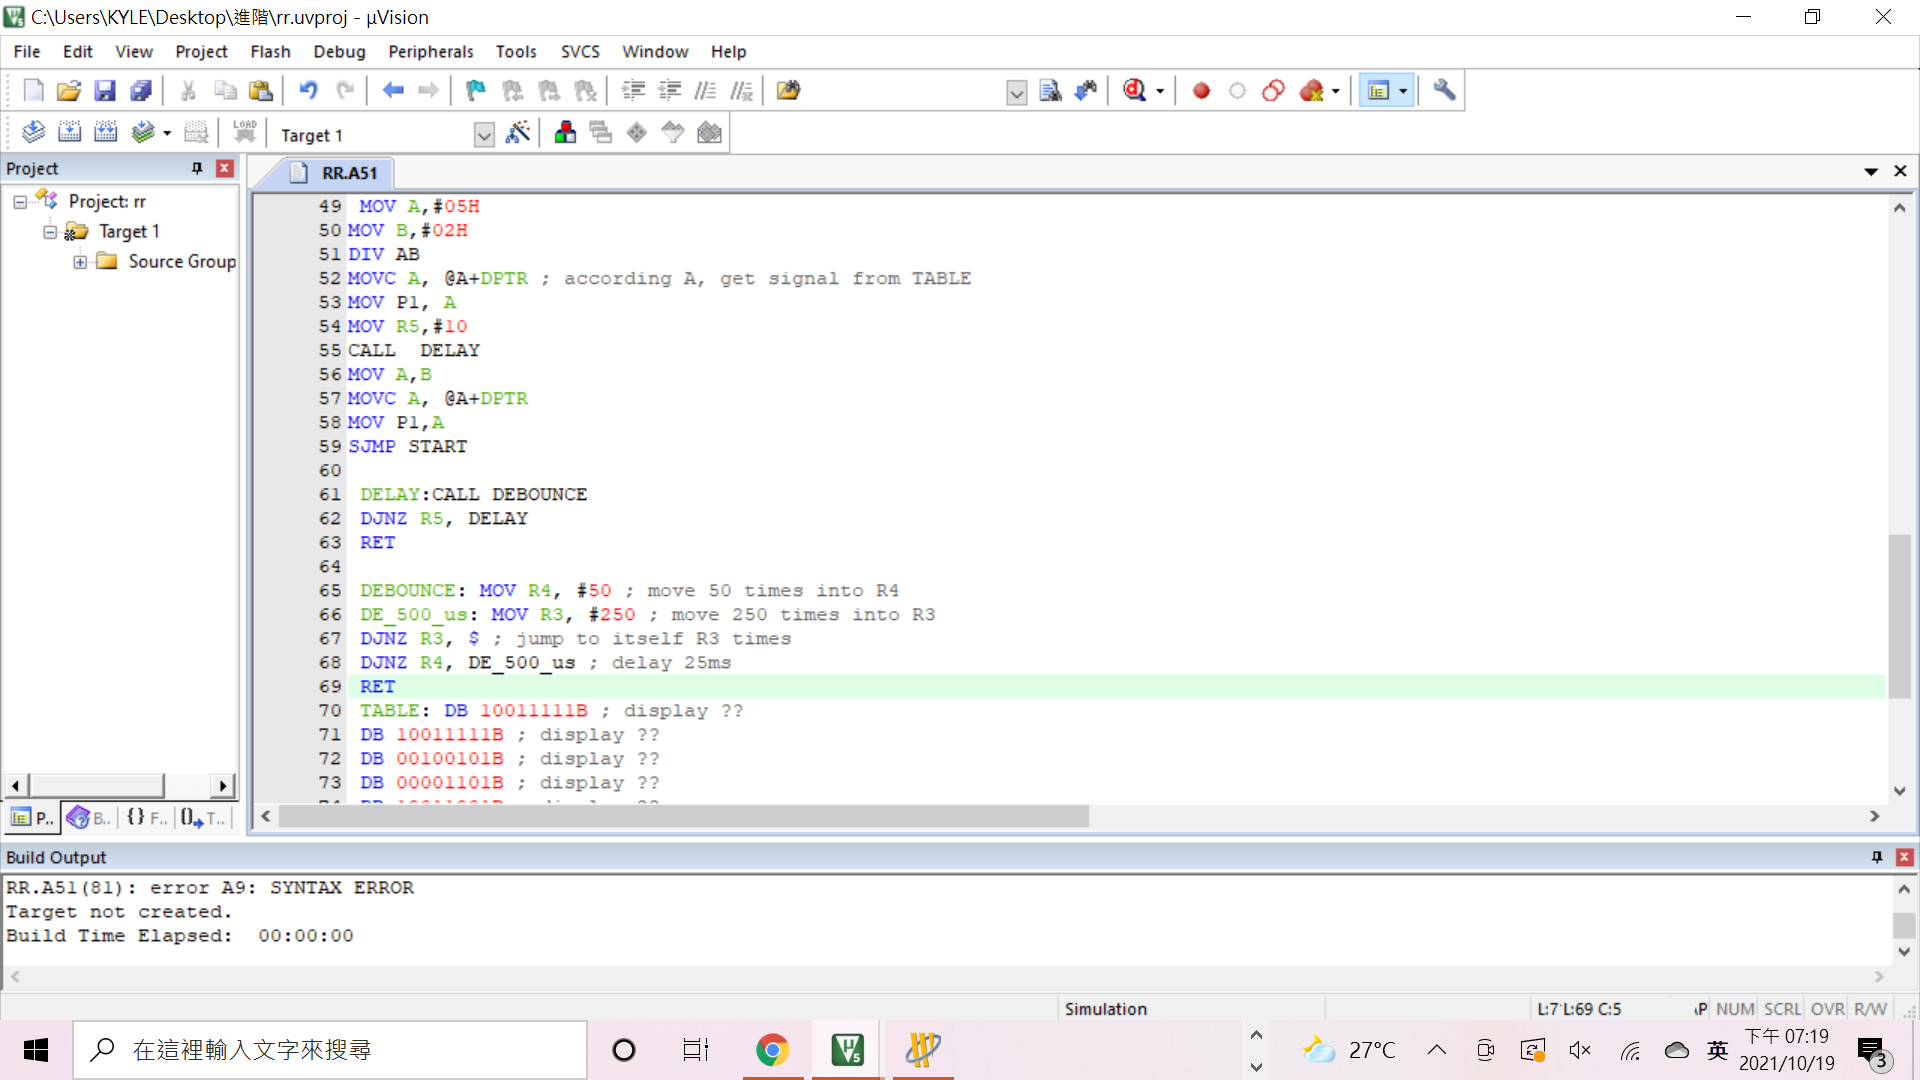 C:\Users\KYLE\Desktop\進階\rr.uvproj - µVision
File Edit View Project Flash Debug Peripherals Tools SVCS Window Help
LOAD
Target 1
Project
Project: rr
Target 1
Source Group
RR.A51
49 MOV A,#05H
50 MOV B,#02H
51 DIV AB
52 MOVC A, @A+DPTR ; according A, get signal from TABLE
53 MOV P1, A
54 MOV R5,#10
55 CALL  DELAY
56 MOV A,B
57 MOVC A, @A+DPTR
58 MOV P1,A
59 SJMP START
60
61 DELAY:CALL DEBOUNCE
62 DJNZ R5, DELAY
63 RET
64
65 DEBOUNCE: MOV R4, #50 ; move 50 times into R4
66 DE_500_us: MOV R3, #250 ; move 250 times into R3
67 DJNZ R3, $ ; jump to itself R3 times
68 DJNZ R4, DE_500_us ; delay 25ms
69 RET
70 TABLE: DB 10011111B ; display ??
71 DB 10011111B ; display ??
72 DB 00100101B ; display ??
73 DB 00001101B ; display ??
P.. B.. {} F.. T..
Build Output
RR.A51(81): error A9: SYNTAX ERROR
Target not created.
Build Time Elapsed:  00:00:00
Simulation
L:69 C:5
NUM SCRL OVR R/W
在這裡輸入文字來搜尋
27°C
英
下午 07:19
2021/10/19
3